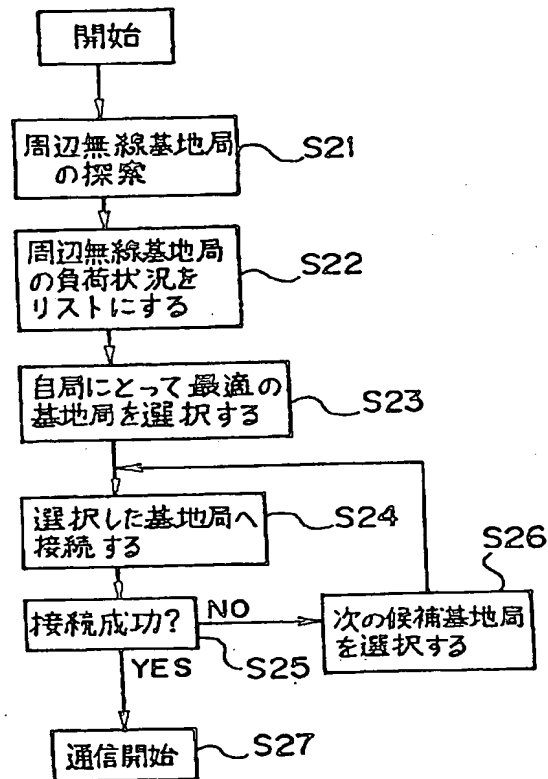 開始
周辺無線基地局
の探索
S21
周辺無線基地局
の負荷状況を
リストにする
S22
自局にとって最適の
基地局を選択する
S23
選択した基地局へ
接続する
S24
接続成功?
NO
S25
YES
次の候補基地局
を選択する
S26
通信開始
S27